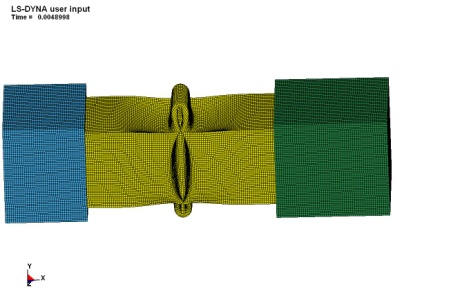 LS-DYNA user input
Time = 0.0048998
Y
X
Z